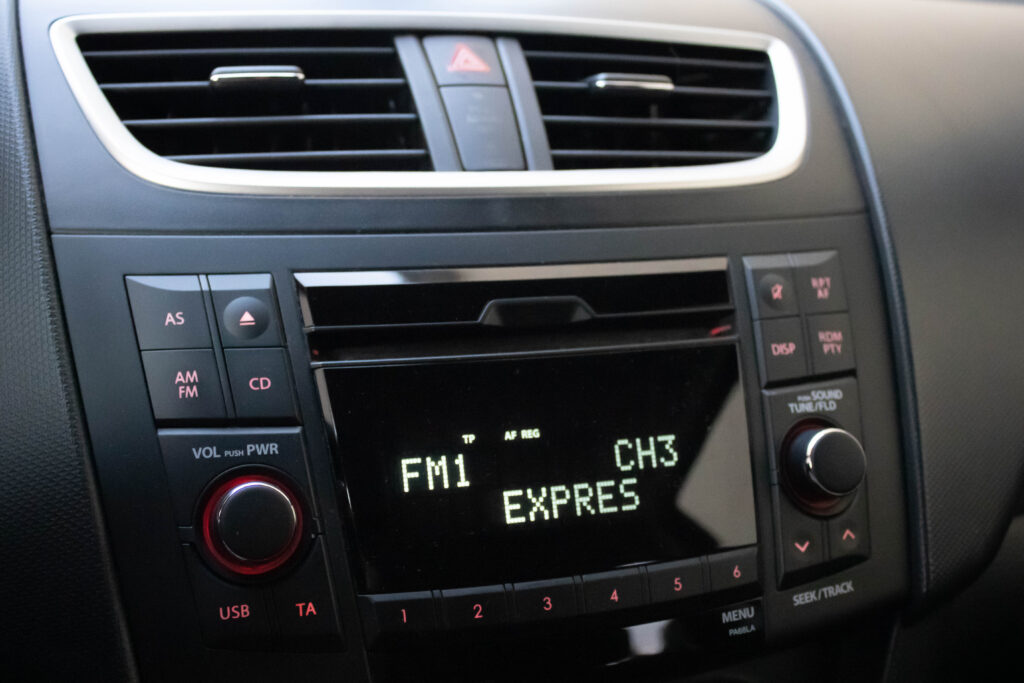 AS
AM
FM
CD
VOL PUSH PWR
USB
TA
TP AF REG
FM1 CH3
EXPRES
1 2 3 4 5 6
MENU
PA66LA
RPT
AF
DISP
RDM
PTY
PUSH SOUND
TUNE/FLD
SEEK/TRACK